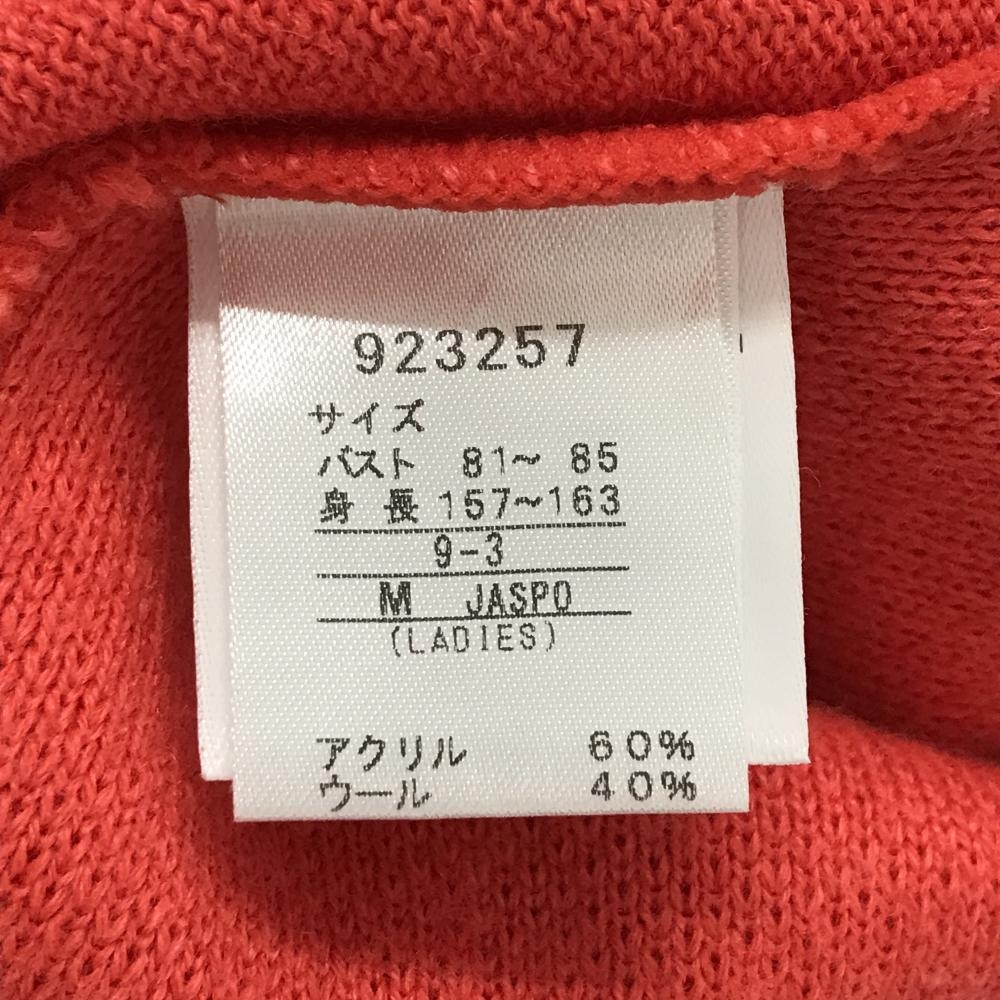 923257
サイズ
バスト 81〜 85
身 長 157〜163
9-3
M JASPO
(LADIES)
アクリル 60%
ウール 40%